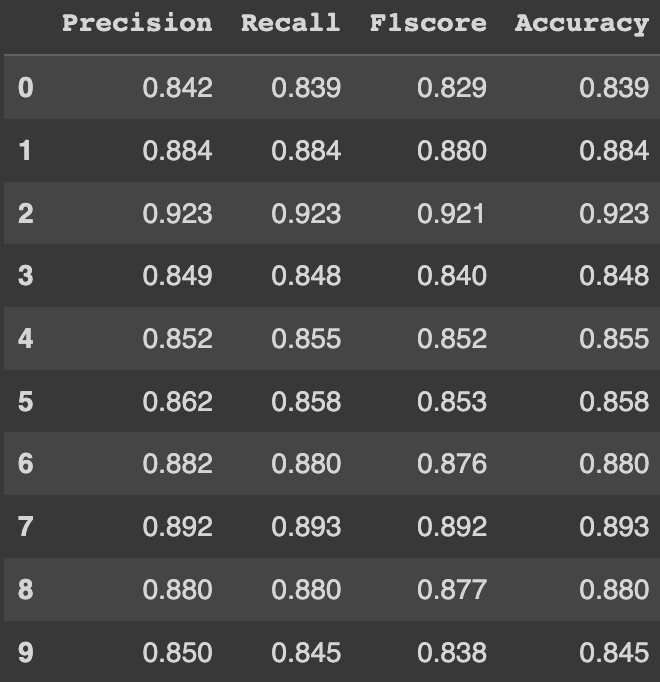 Precision Recall F1score Accuracy
0 0.842 0.839 0.829 0.839
1 0.884 0.884 0.880 0.884
2 0.923 0.923 0.921 0.923
3 0.849 0.848 0.840 0.848
4 0.852 0.855 0.852 0.855
5 0.862 0.858 0.853 0.858
6 0.882 0.880 0.876 0.880
7 0.892 0.893 0.892 0.893
8 0.880 0.880 0.877 0.880
9 0.850 0.845 0.838 0.845